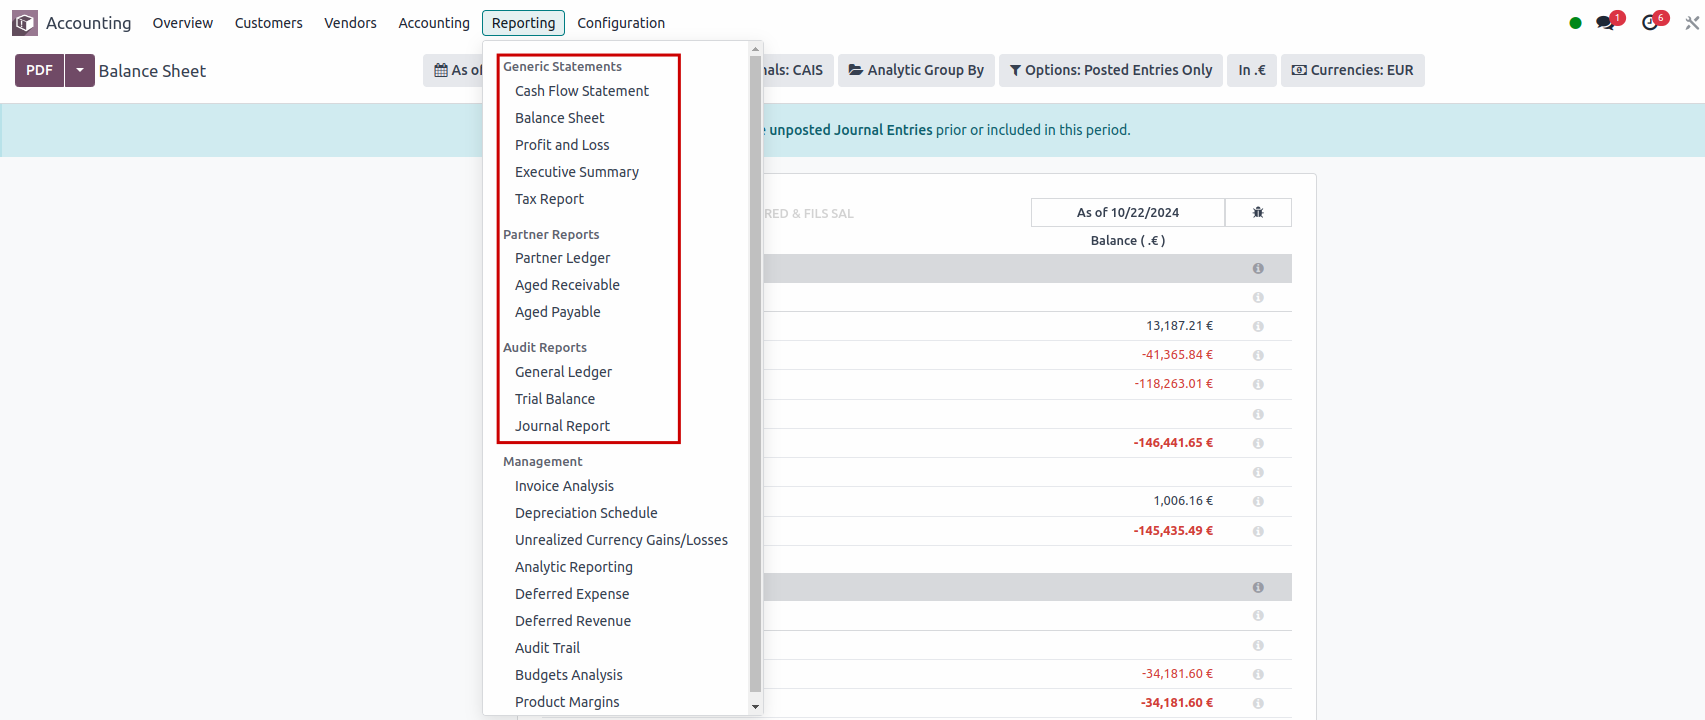 Accounting Overview Customers Vendors Accounting Reporting Configuration 1 6
PDF Balance Sheet As of nals: CAIS Analytic Group By Options: Posted Entries Only In .€ Currencies: EUR
unposted Journal Entries prior or included in this period.
Generic Statements
Cash Flow Statement
Balance Sheet
Profit and Loss
Executive Summary
Tax Report
Partner Reports
Partner Ledger
Aged Receivable
Aged Payable
Audit Reports
General Ledger
Trial Balance
Journal Report
Management
Invoice Analysis
Depreciation Schedule
Unrealized Currency Gains/Losses
Analytic Reporting
Deferred Expense
Deferred Revenue
Audit Trail
Budgets Analysis
Product Margins
RED & FILS SAL As of 10/22/2024
Balance ( .€ )
13,187.21 €
-41,365.84 €
-118,263.01 €
-146,441.65 €
1,006.16 €
-145,435.49 €
-34,181.60 €
-34,181.60 €